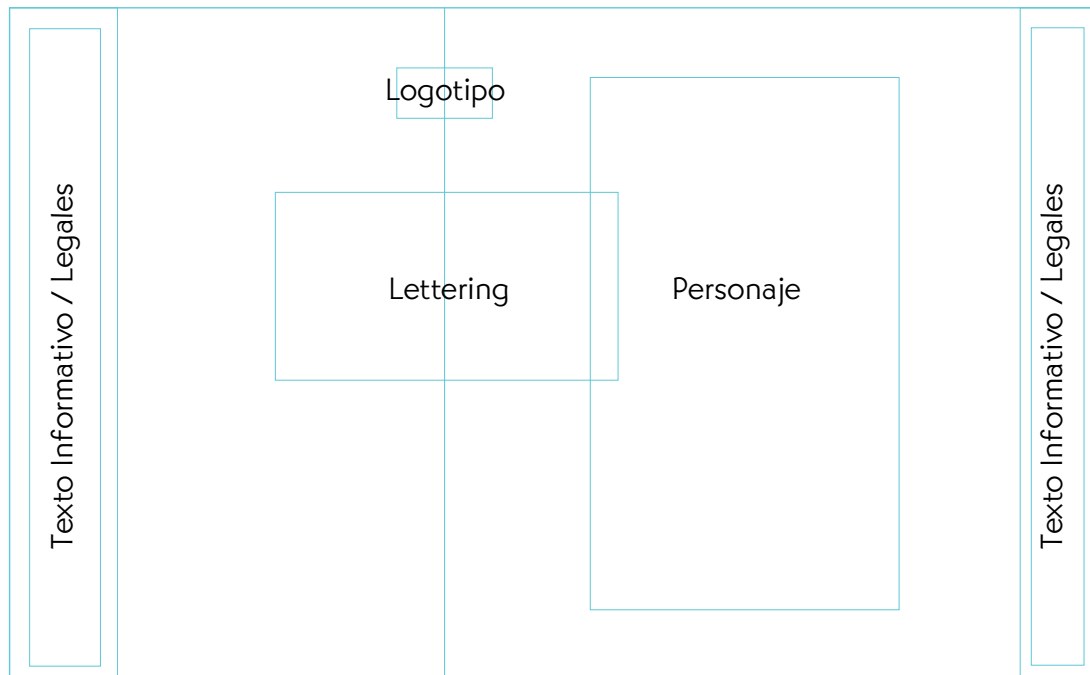 Texto Informativo / Legales
Logotipo
Lettering
Personaje
Texto Informativo / Legales